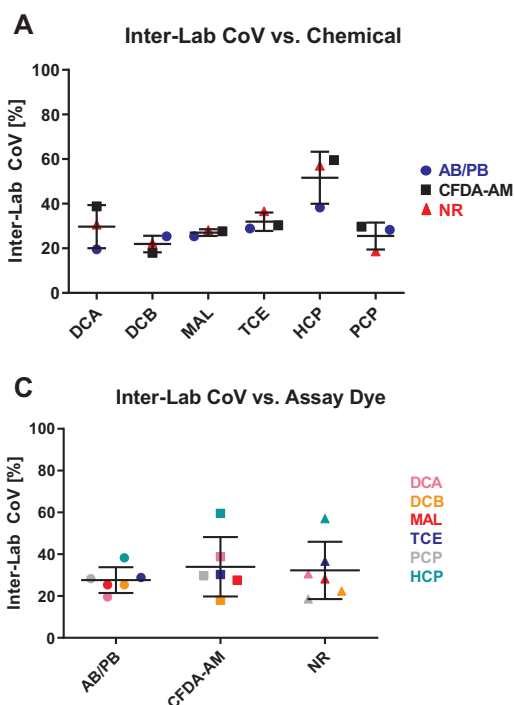 A
Inter-Lab CoV vs. Chemical
Inter-Lab CoV [%]
100
80
60
40
20
0
DCA
DCB
MAL
TCE
HCP
PCP
AB/PB
CFDA-AM
NR
C
Inter-Lab CoV vs. Assay Dye
Inter-Lab CoV [%]
100
80
60
40
20
0
AB/PB
CFDA-AM
NR
DCA
DCB
MAL
TCE
PCP
HCP